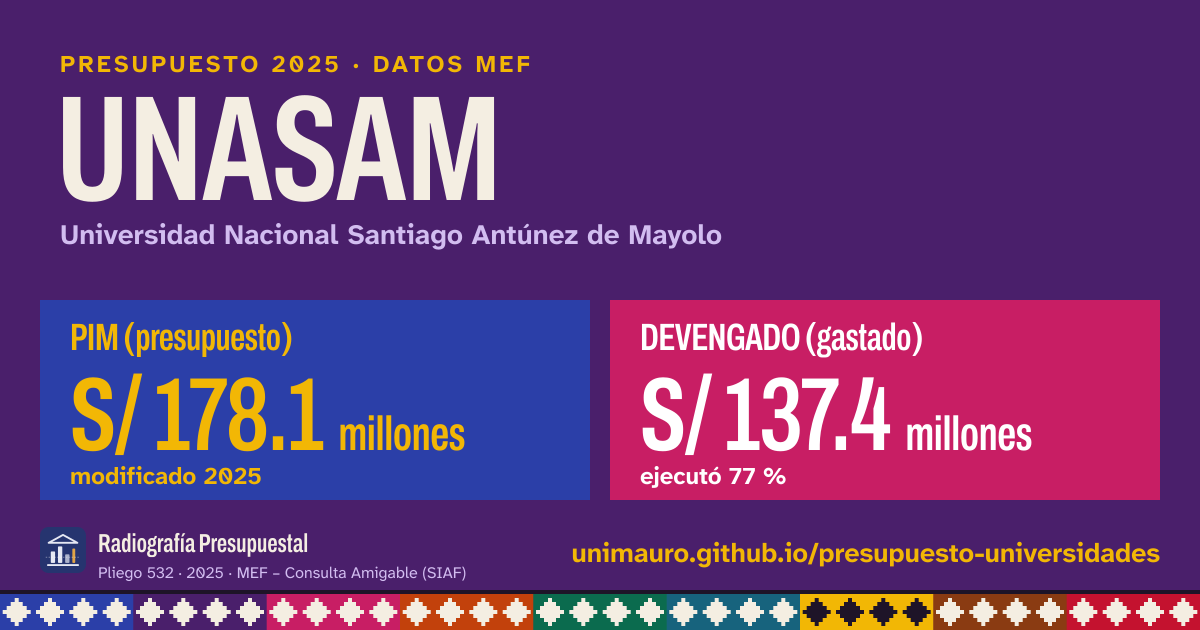 PRESUPUESTO 2025 · DATOS MEF
UNASAM
Universidad Nacional Santiago Antúnez de Mayolo
PIM (presupuesto)
S/ 178.1 millones
modificado 2025
DEVENGADO (gastado)
S/ 137.4 millones
ejecutó 77 %
Radiografía Presupuestal
Pliego 532 · 2025 · MEF – Consulta Amigable (SIAF)
unimauro.github.io/presupuesto-universidades